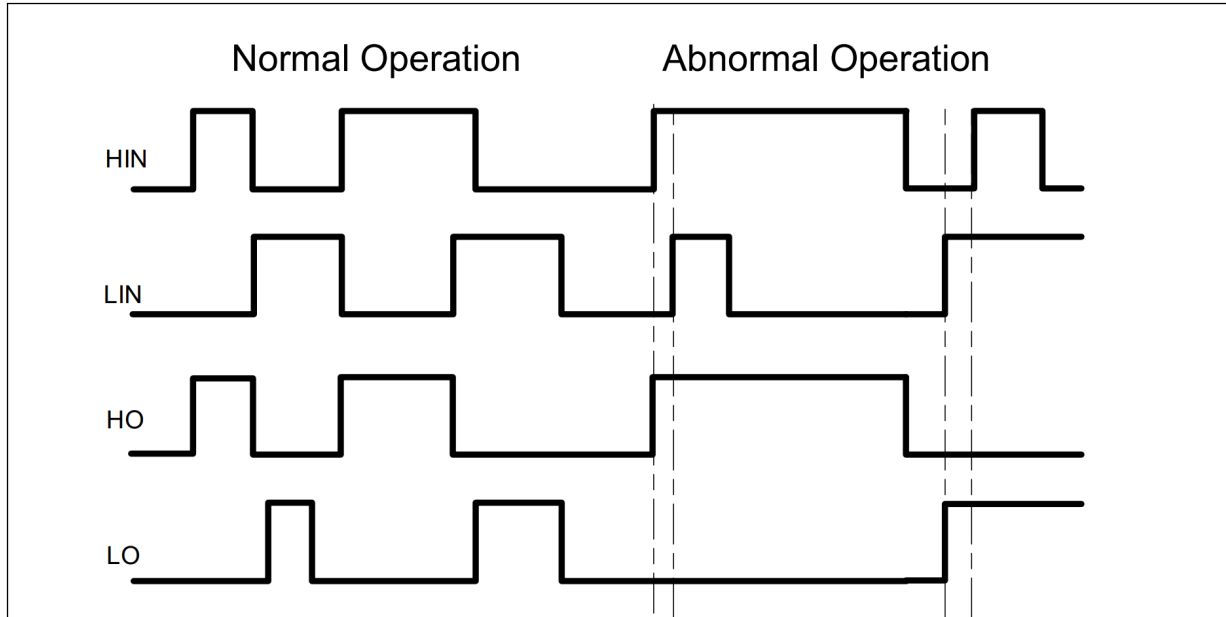 Normal Operation
Abnormal Operation
HIN
LIN
HO
LO